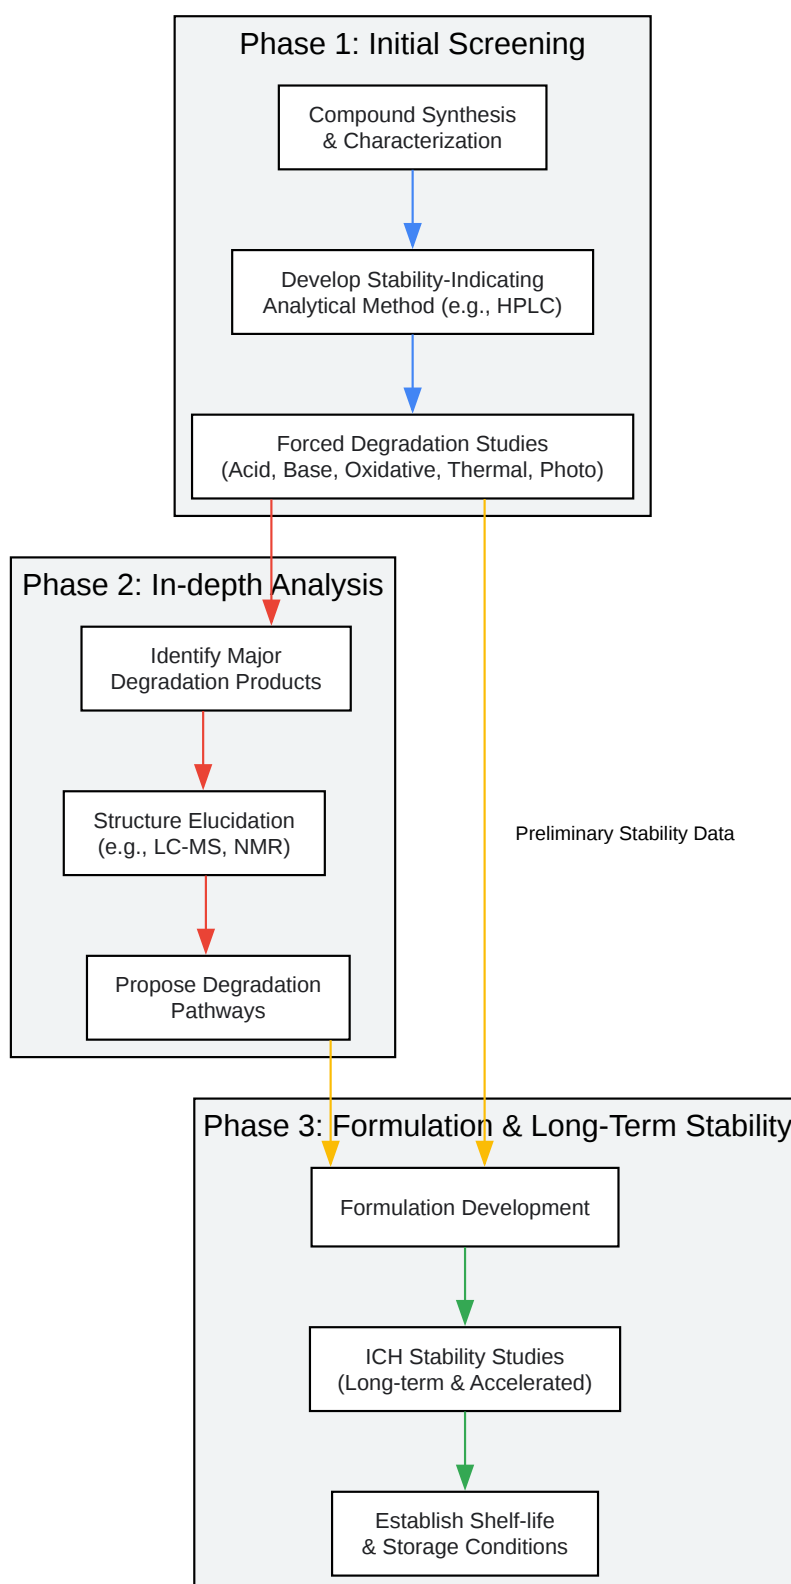 Phase 1: Initial Screening
Compound Synthesis
& Characterization
Develop Stability-Indicating
Analytical Method (e.g., HPLC)
Forced Degradation Studies
(Acid, Base, Oxidative, Thermal, Photo)
Phase 2: In-depth Analysis
Identify Major
Degradation Products
Structure Elucidation
(e.g., LC-MS, NMR)
Preliminary Stability Data
Propose Degradation
Pathways
Phase 3: Formulation & Long-Term Stability
Formulation Development
ICH Stability Studies
(Long-term & Accelerated)
Establish Shelf-life
& Storage Conditions